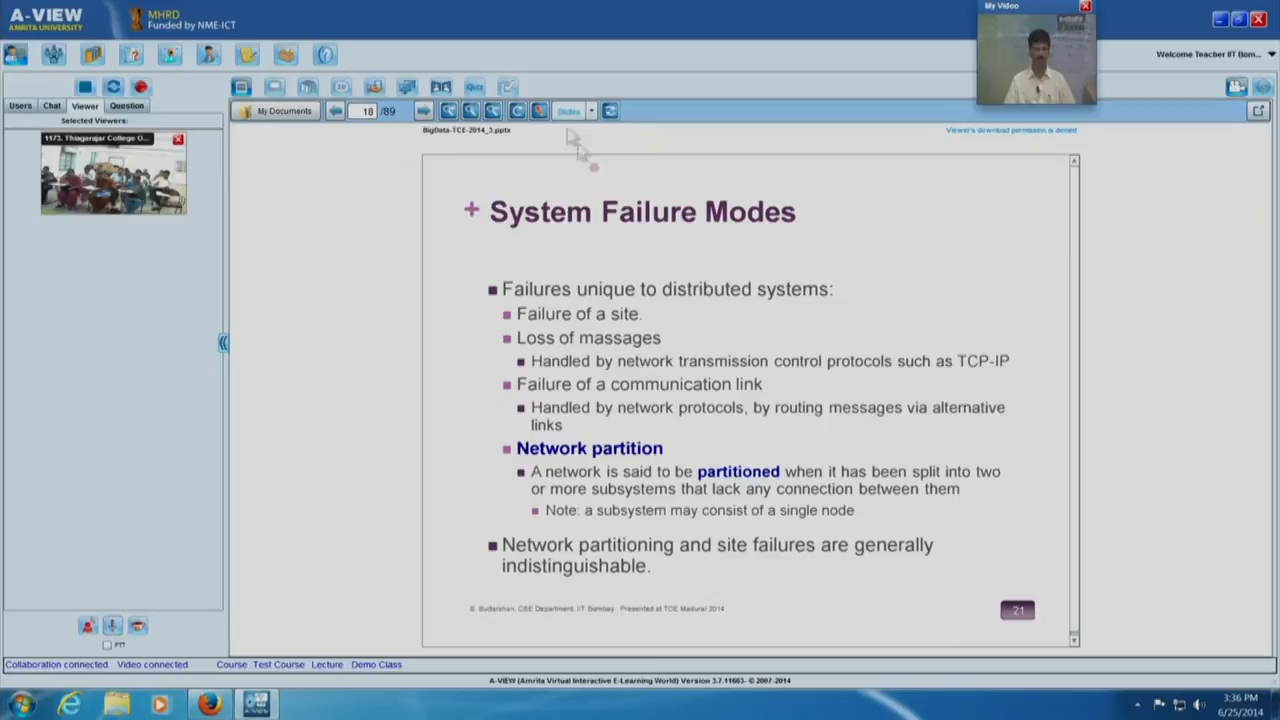 A-VIEW
AMRITA UNIVERSITY
MHRD
Funded by NME-ICT
My Video
Welcome Teacher IIT Bom...
Users Chat Viewer Question
Selected Viewers:
1173. Thiagarajar College O...
My Documents
18 /89
Slides
Quiz
BigData-TCE-2014_3.pptx
Viewer's download permission is denied
+ System Failure Modes
Failures unique to distributed systems:
Failure of a site.
Loss of massages
Handled by network transmission control protocols such as TCP-IP
Failure of a communication link
Handled by network protocols, by routing messages via alternative
links
Network partition
A network is said to be partitioned when it has been split into two
or more subsystems that lack any connection between them
Note: a subsystem may consist of a single node
Network partitioning and site failures are generally
indistinguishable.
S. Sudarshan, CSE Department, IIT Bombay Presented at TCE Madurai 2014
21
PTT
Collaboration connected Video connected Course Test Course Lecture Demo Class
A-VIEW (Amrita Virtual Interactive E-Learning World) Version 3.7.11663- © 2007-2014
3:36 PM
6/25/2014